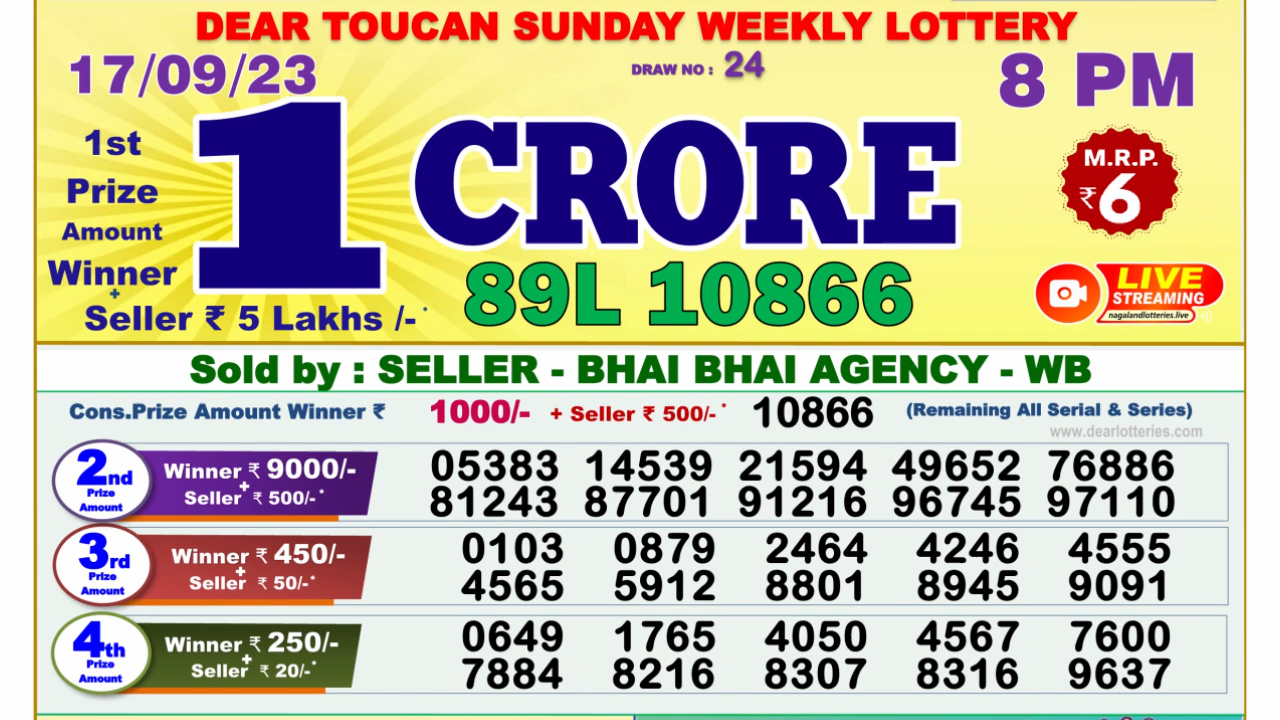 DEAR TOUCAN SUNDAY WEEKLY LOTTERY
17/09/23
DRAW NO : 24
8 PM
1st
Prize
Amount
Winner
+
Seller ₹ 5 Lakhs /-*
1 CRORE
89L 10866
M.R.P.
₹6
LIVE
STREAMING
nagalandlotteries.live
Sold by : SELLER - BHAI BHAI AGENCY - WB
Cons.Prize Amount Winner ₹ 1000/- + Seller ₹ 500/-* 10866 (Remaining All Serial & Series)
www.dearlotteries.com
2nd
Prize
Amount
Winner ₹ 9000/-
+
Seller ₹ 500/-*
05383 14539 21594 49652 76886
81243 87701 91216 96745 97110
3rd
Prize
Amount
Winner ₹ 450/-
+
Seller ₹ 50/-*
0103 0879 2464 4246 4555
4565 5912 8801 8945 9091
4th
Prize
Amount
Winner ₹ 250/-
+
Seller ₹ 20/-*
0649 1765 4050 4567 7600
7884 8216 8307 8316 9637